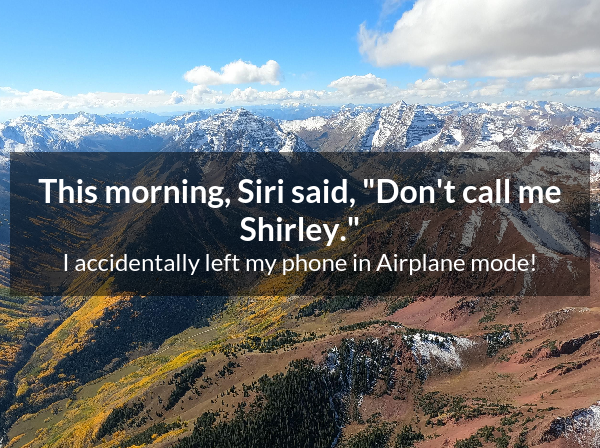 This morning, Siri said, "Don't call me
Shirley."
I accidentally left my phone in Airplane mode!